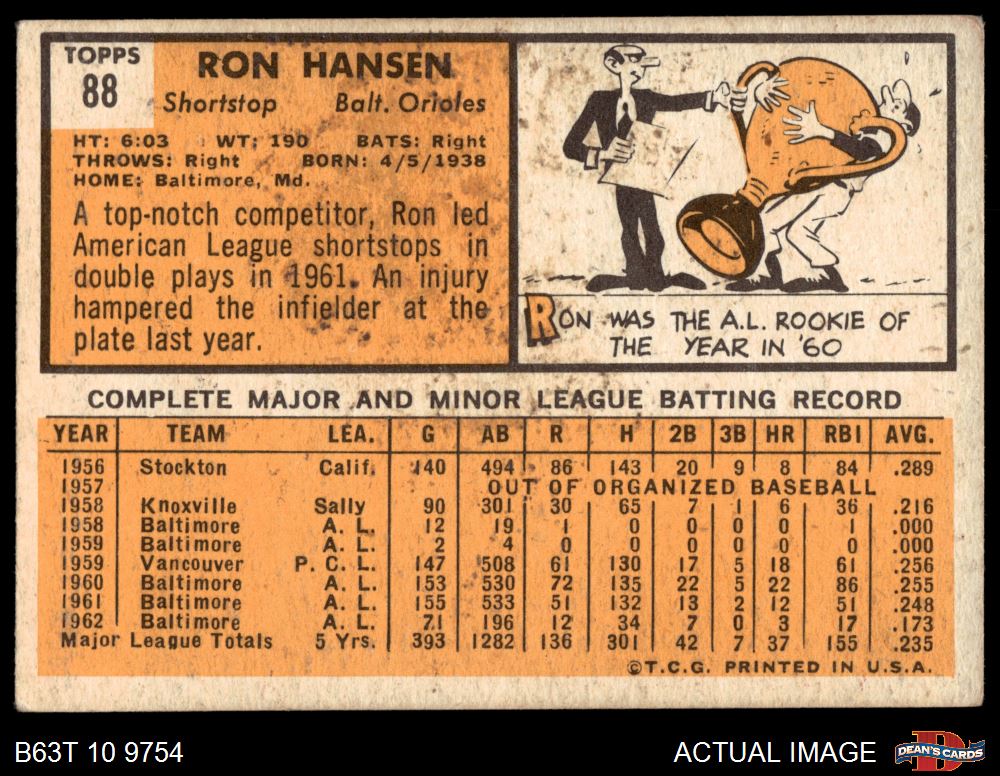 TOPPS
88
RON HANSEN
Shortstop Balt. Orioles
HT: 6:03 WT: 190 BATS: Right
THROWS: Right BORN: 4/5/1938
HOME: Baltimore, Md.
A top-notch competitor, Ron led
American League shortstops in
double plays in 1961. An injury
hampered the infielder at the
plate last year.
RON WAS THE A.L. ROOKIE OF
THE YEAR IN '60
COMPLETE MAJOR AND MINOR LEAGUE BATTING RECORD
YEAR TEAM LEA. G AB R H 2B 3B HR RBI AVG.
1956 Stockton Calif. 140 494 86 143 20 9 8 84 .289
1957 OUT OF ORGANIZED BASEBALL
1958 Knoxville Sally 90 301 30 65 7 1 6 36 .216
1958 Baltimore A. L. 12 19 1 0 0 0 0 1 .000
1959 Baltimore A. L. 2 4 0 0 0 0 0 0 .000
1959 Vancouver P. C. L. 147 508 61 130 17 5 18 61 .256
1960 Baltimore A. L. 153 530 72 135 22 5 22 86 .255
1961 Baltimore A. L. 155 533 51 132 13 2 12 51 .248
1962 Baltimore A. L. 71 196 12 34 7 0 3 17 .173
Major League Totals 5 Yrs. 393 1282 136 301 42 7 37 155 .235
©T.C.G. PRINTED IN U.S.A.
B63T 10 9754 ACTUAL IMAGE
DEAN'S CARDS